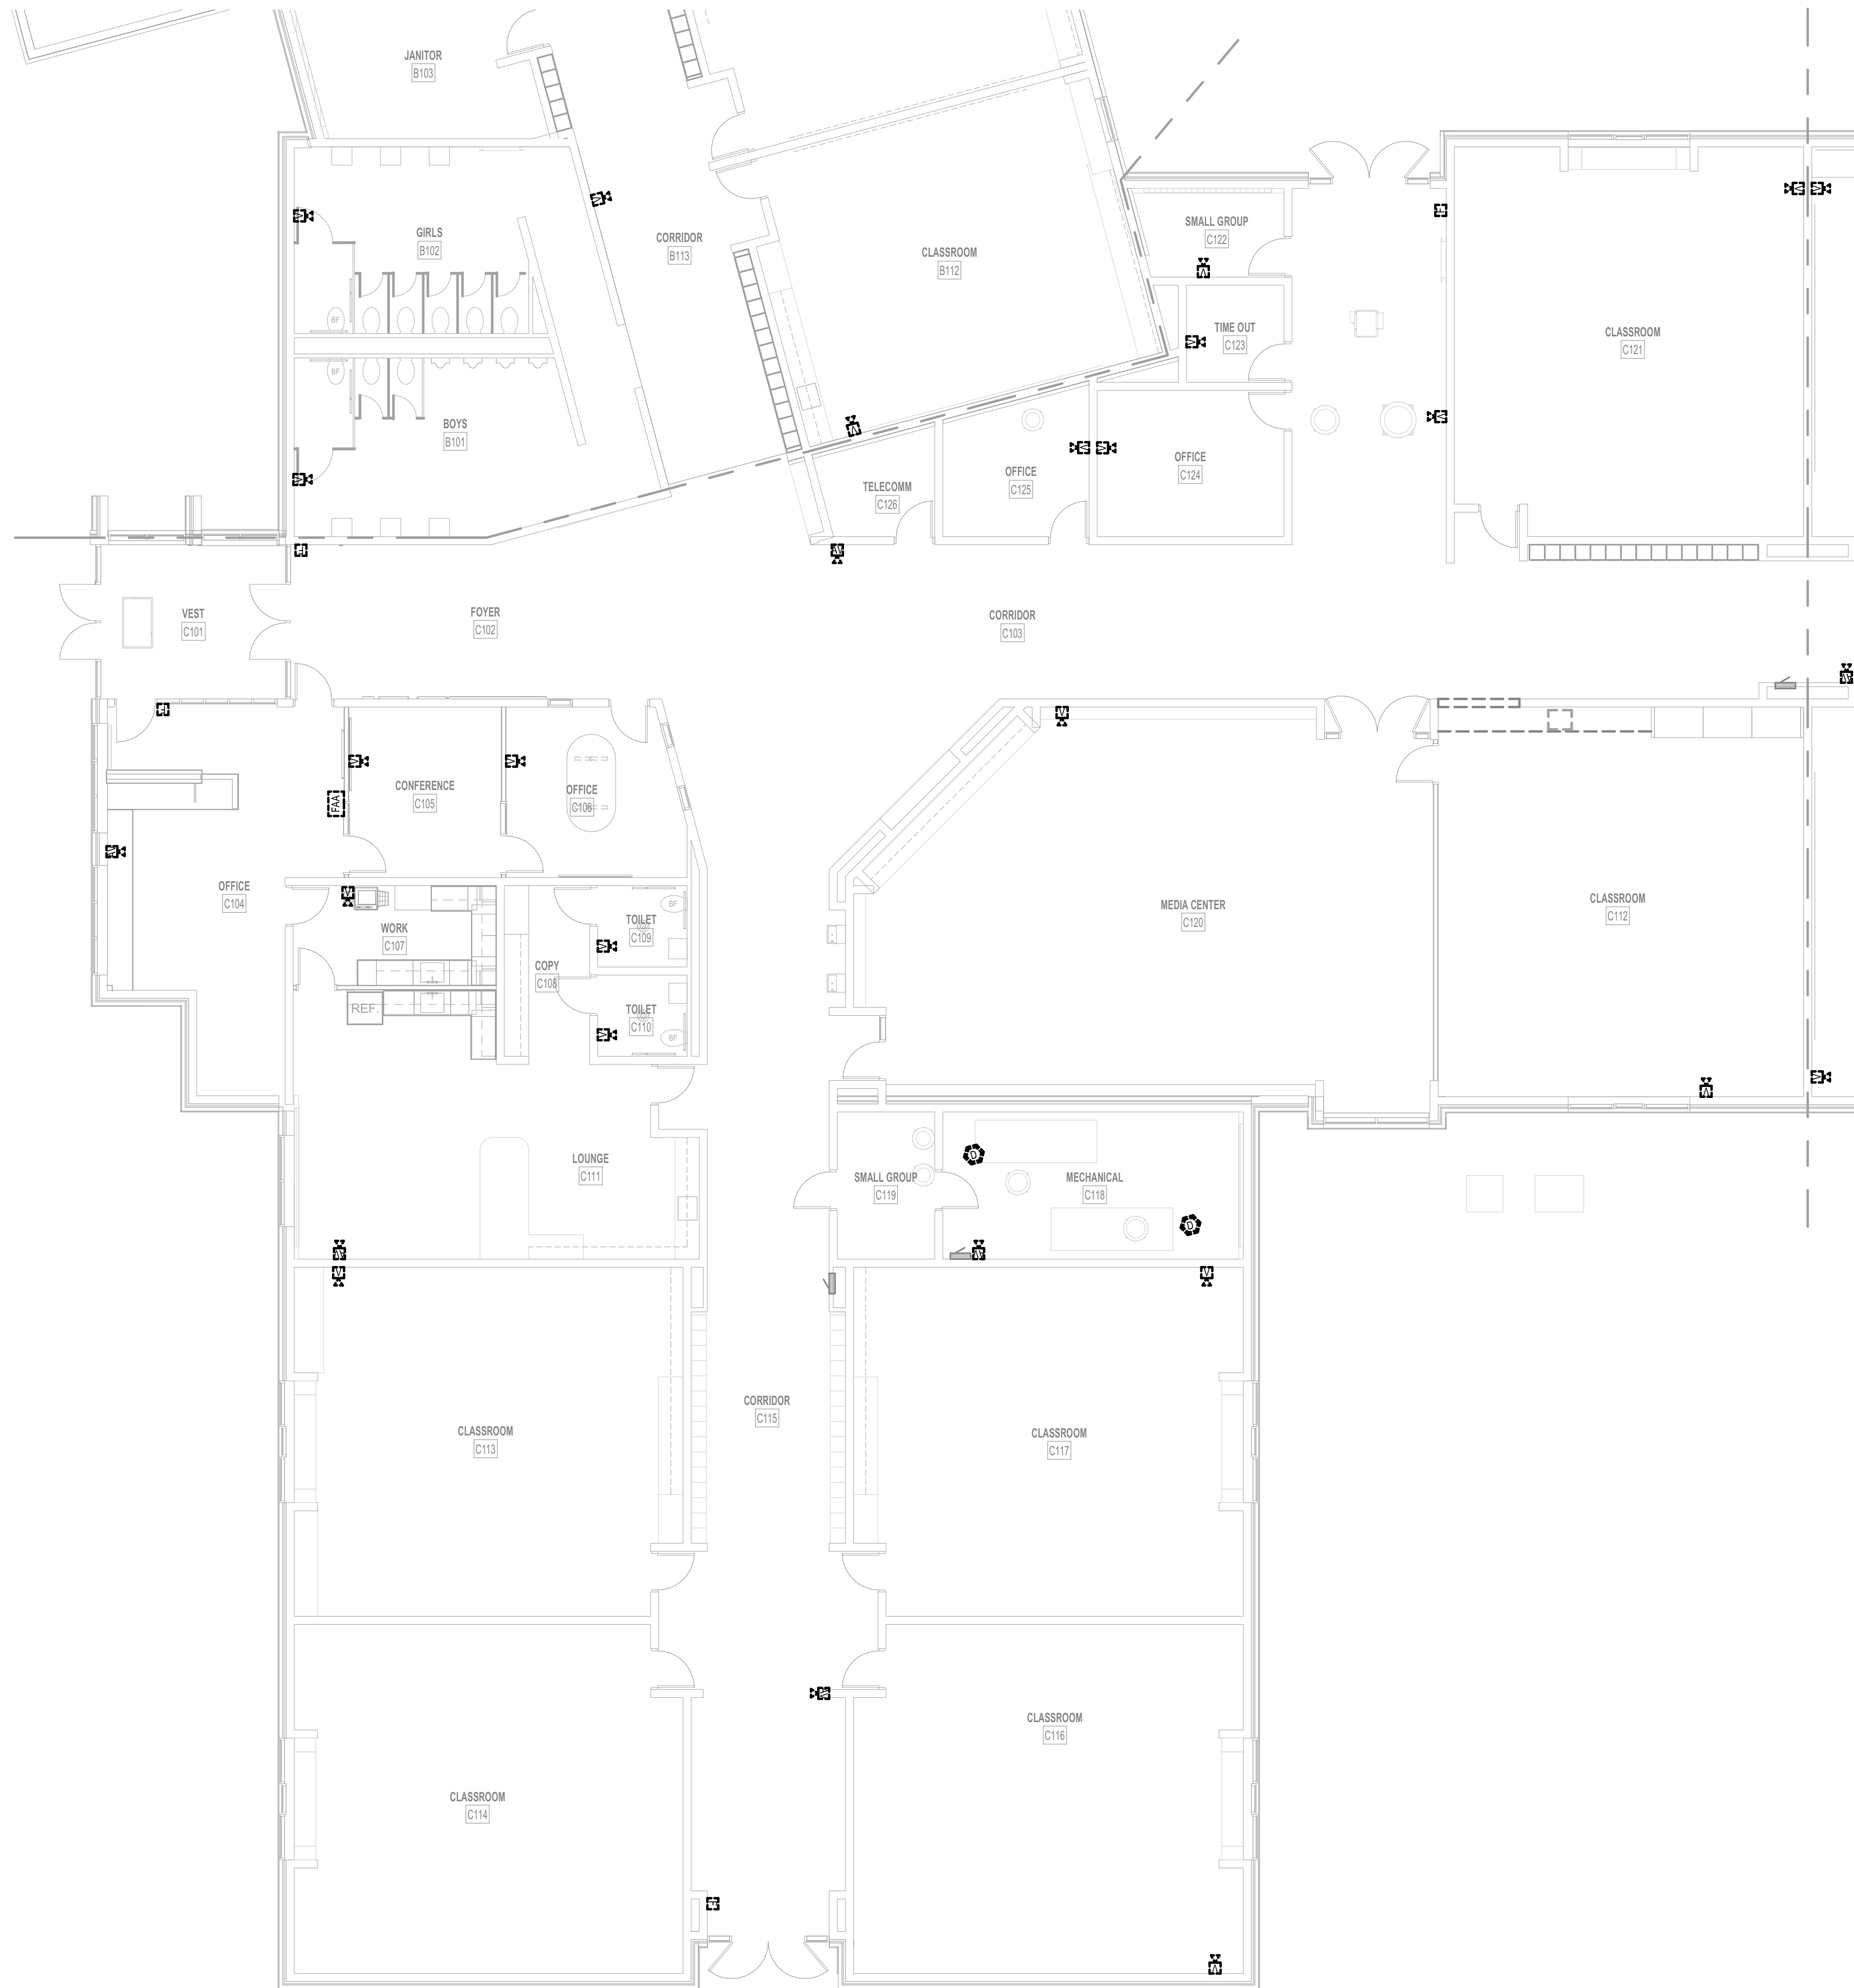 JANITOR
B103
GIRLS
B102
CORRIDOR
B113
CLASSROOM
B112
SMALL GROUP
C122
TIME OUT
C123
CLASSROOM
C121
BF
BF
BOYS
B101
TELECOMM
C126
OFFICE
C125
OFFICE
C124
VEST
C101
FOYER
C102
CORRIDOR
C103
CONFERENCE
C105
OFFICE
C106
FAA
OFFICE
C104
WORK
C107
COPY
C108
TOILET
C109
BF
TOILET
C110
BF
REF.
MEDIA CENTER
C120
CLASSROOM
C112
LOUNGE
C111
SMALL GROUP
C119
MECHANICAL
C118
D
D
CLASSROOM
C113
CORRIDOR
C115
CLASSROOM
C117
CLASSROOM
C114
CLASSROOM
C116